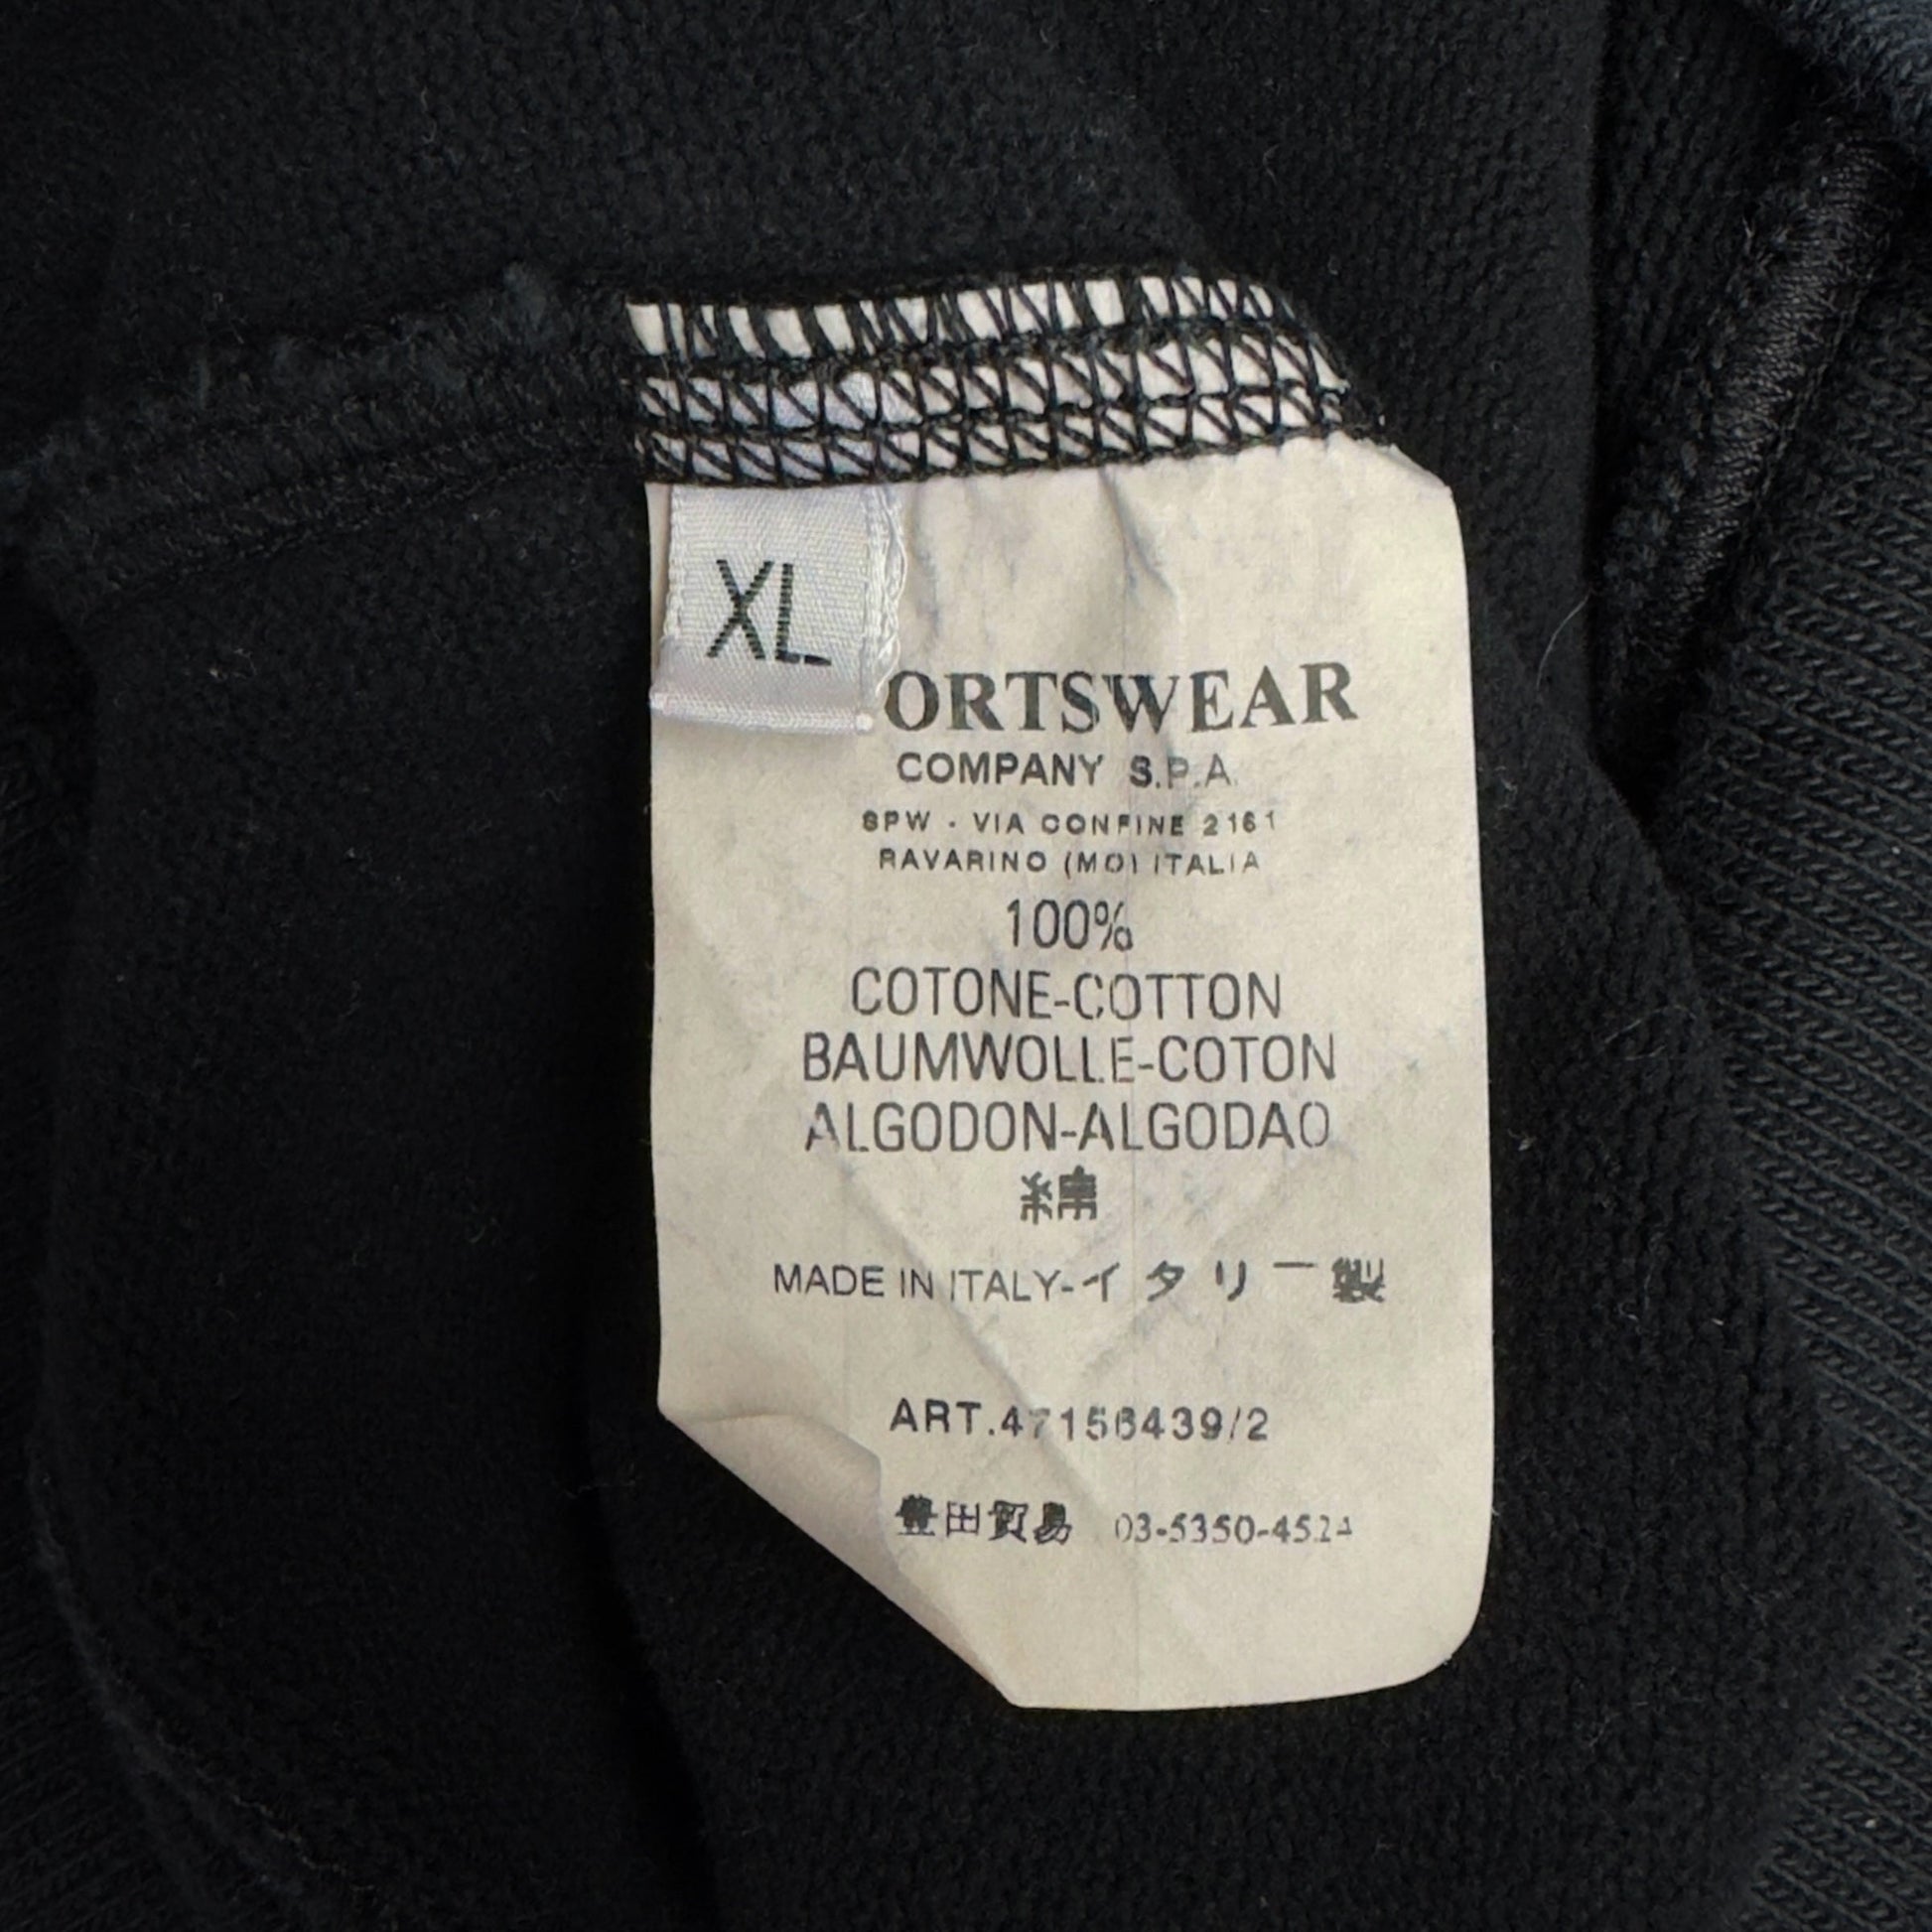 XL
ORTSWEAR
COMPANY S.P.A.
SPW - VIA CONFINE 2161
RAVARINO (MO) ITALIA
100%
COTONE-COTTON
BAUMWOLLE-COTON
ALGODON-ALGODAO
綿
MADE IN ITALY-イタリー製
ART.47156439/2
豊田貿易 03-5350-4524